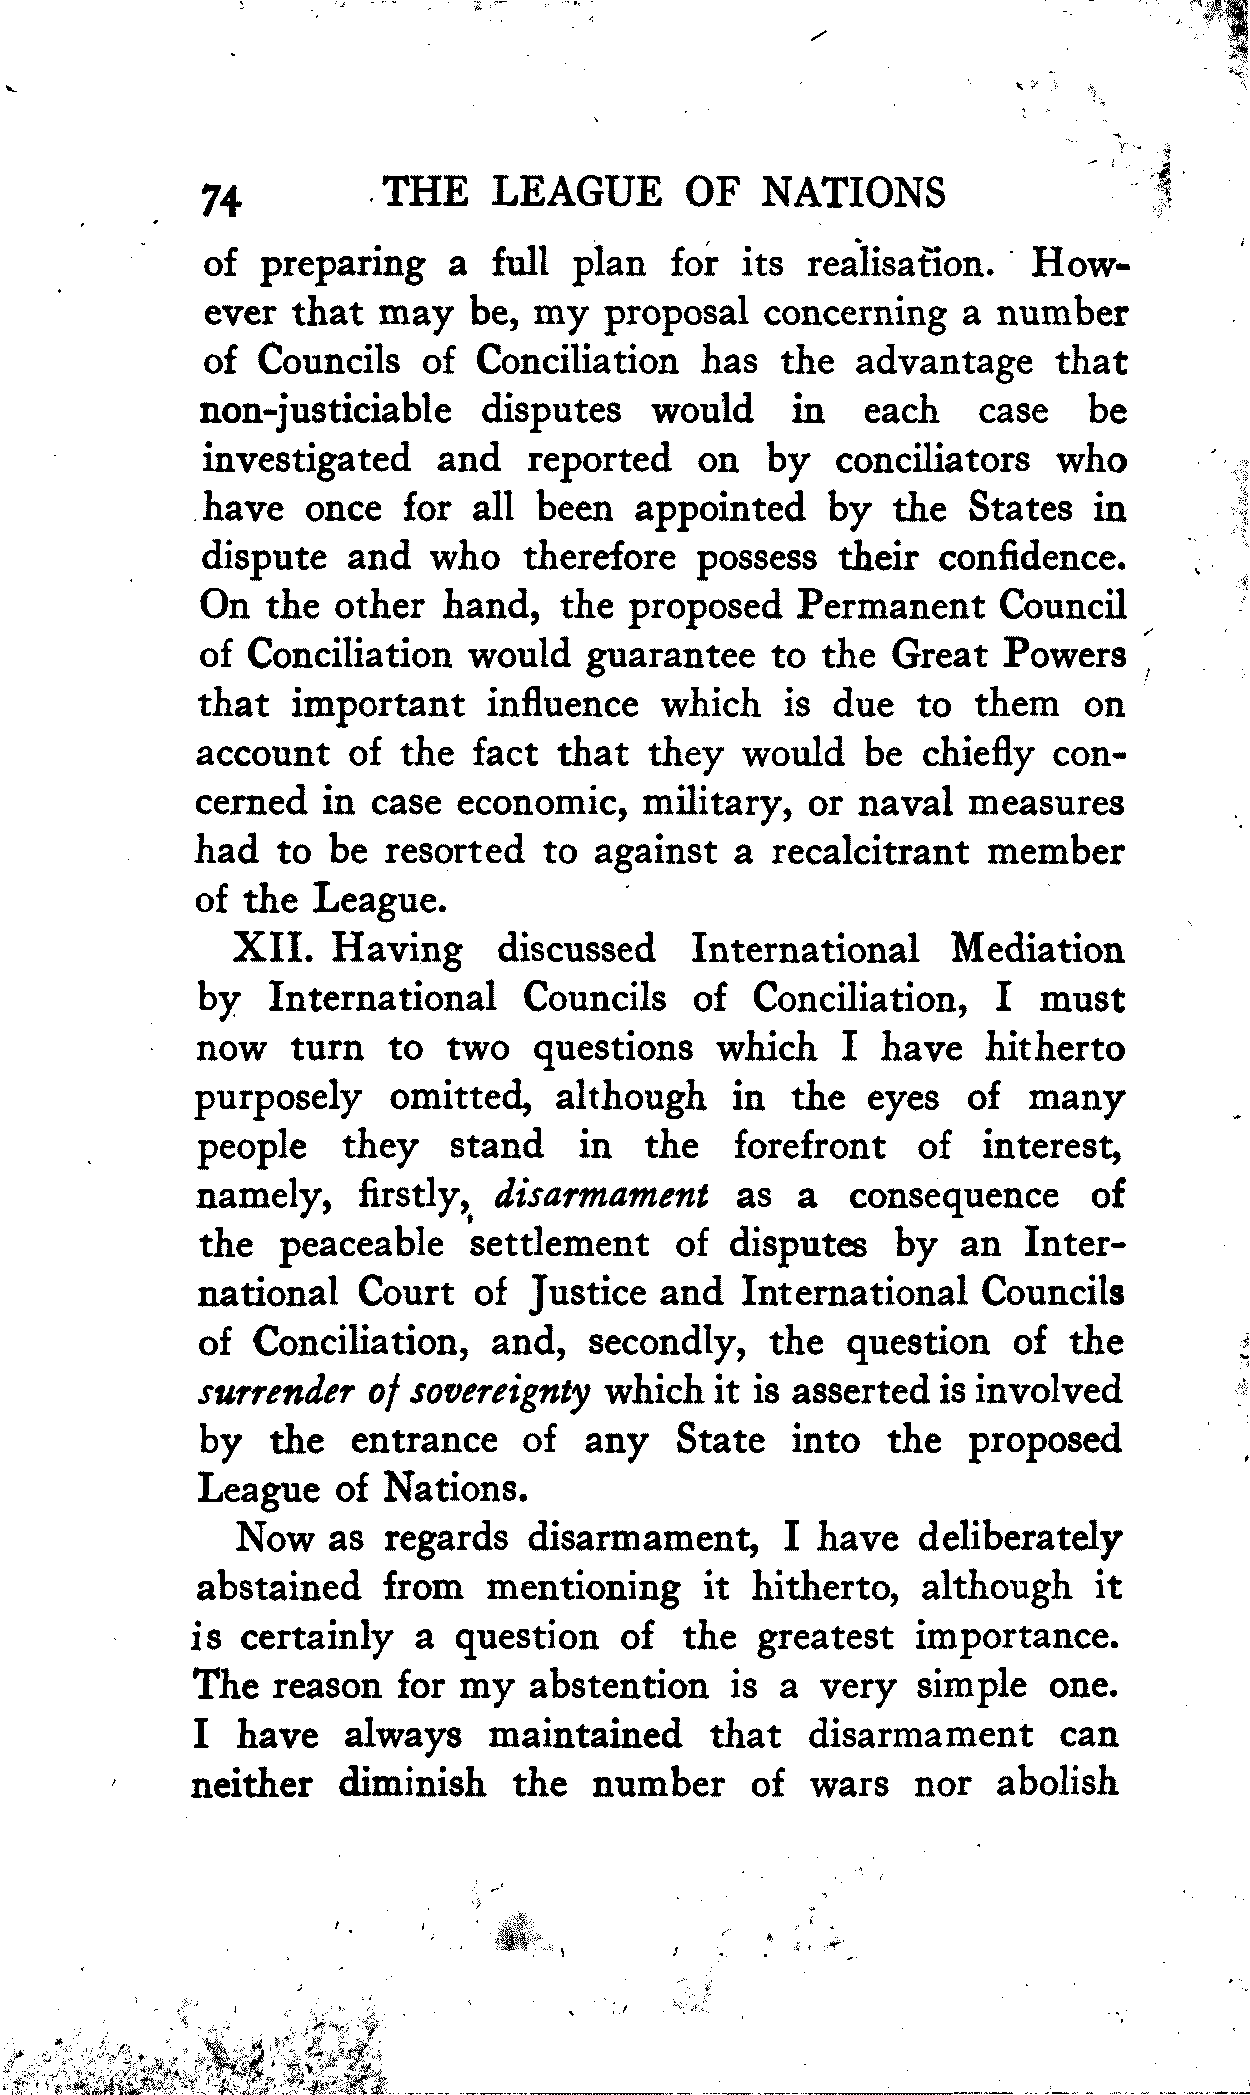 74 THE LEAGUE OF NATIONS
of preparing a full plan for its realisation. How-
ever that may be, my proposal concerning a number
of Councils of Conciliation has the advantage that
non-justiciable disputes would in each case be
investigated and reported on by conciliators who
have once for all been appointed by the States in
dispute and who therefore possess their confidence.
On the other hand, the proposed Permanent Council
of Conciliation would guarantee to the Great Powers
that important influence which is due to them on
account of the fact that they would be chiefly con-
cerned in case economic, military, or naval measures
had to be resorted to against a recalcitrant member
of the League.
XII. Having discussed International Mediation
by International Councils of Conciliation, I must
now turn to two questions which I have hitherto
purposely omitted, although in the eyes of many
people they stand in the forefront of interest,
namely, firstly, disarmament as a consequence of
the peaceable settlement of disputes by an Inter-
national Court of Justice and International Councils
of Conciliation, and, secondly, the question of the
surrender of sovereignty which it is asserted is involved
by the entrance of any State into the proposed
League of Nations.
Now as regards disarmament, I have deliberately
abstained from mentioning it hitherto, although it
is certainly a question of the greatest importance.
The reason for my abstention is a very simple one.
I have always maintained that disarmament can
neither diminish the number of wars nor abolish